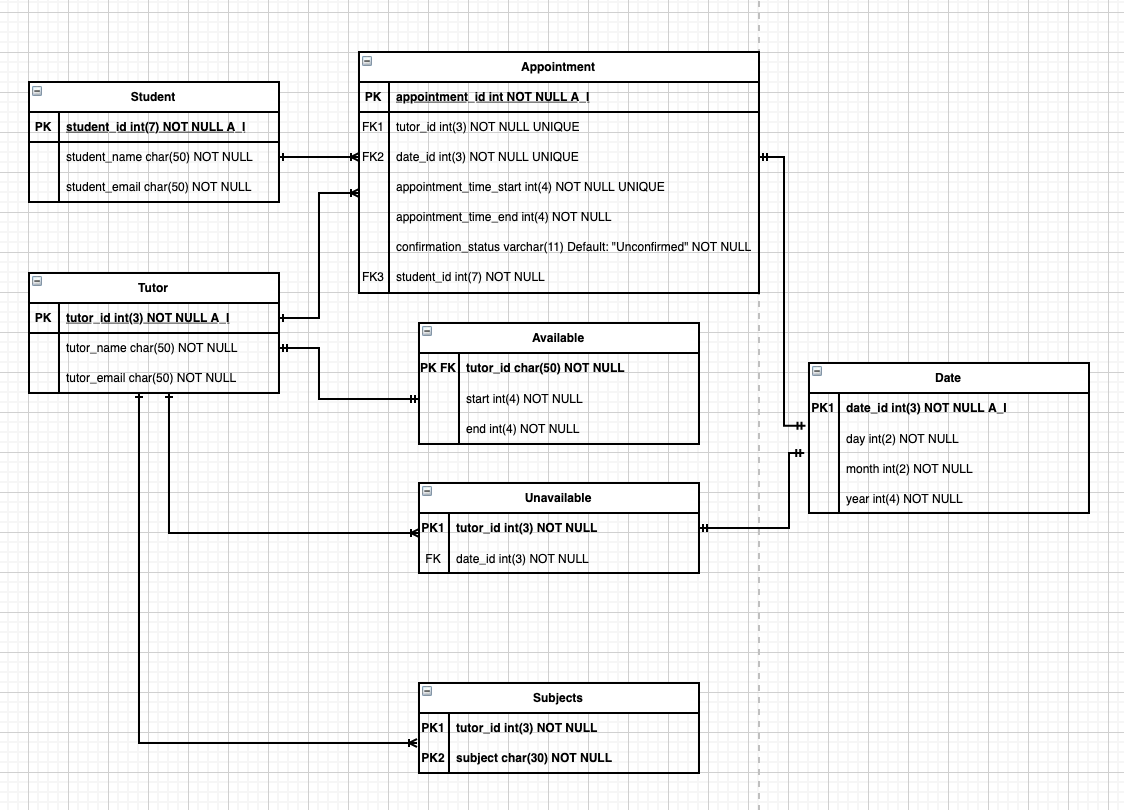 Student
PK student_id int(7) NOT NULL A_I
student_name char(50) NOT NULL
student_email char(50) NOT NULL
Appointment
PK appointment_id int NOT NULL A_I
FK1 tutor_id int(3) NOT NULL UNIQUE
FK2 date_id int(3) NOT NULL UNIQUE
appointment_time_start int(4) NOT NULL UNIQUE
appointment_time_end int(4) NOT NULL
confirmation_status varchar(11) Default: "Unconfirmed" NOT NULL
FK3 student_id int(7) NOT NULL
Tutor
PK tutor_id int(3) NOT NULL A_I
tutor_name char(50) NOT NULL
tutor_email char(50) NOT NULL
Available
PK FK tutor_id char(50) NOT NULL
start int(4) NOT NULL
end int(4) NOT NULL
Date
PK1 date_id int(3) NOT NULL A_I
day int(2) NOT NULL
month int(2) NOT NULL
year int(4) NOT NULL
Unavailable
PK1 tutor_id int(3) NOT NULL
FK date_id int(3) NOT NULL
Subjects
PK1 tutor_id int(3) NOT NULL
PK2 subject char(30) NOT NULL